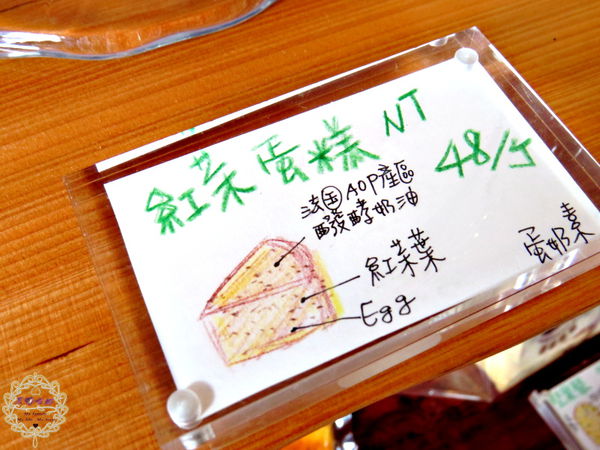 紅茶蛋糕 NT
48/片
法国AOP產區
醱酵奶油
紅茶葉
Egg
蛋奶素